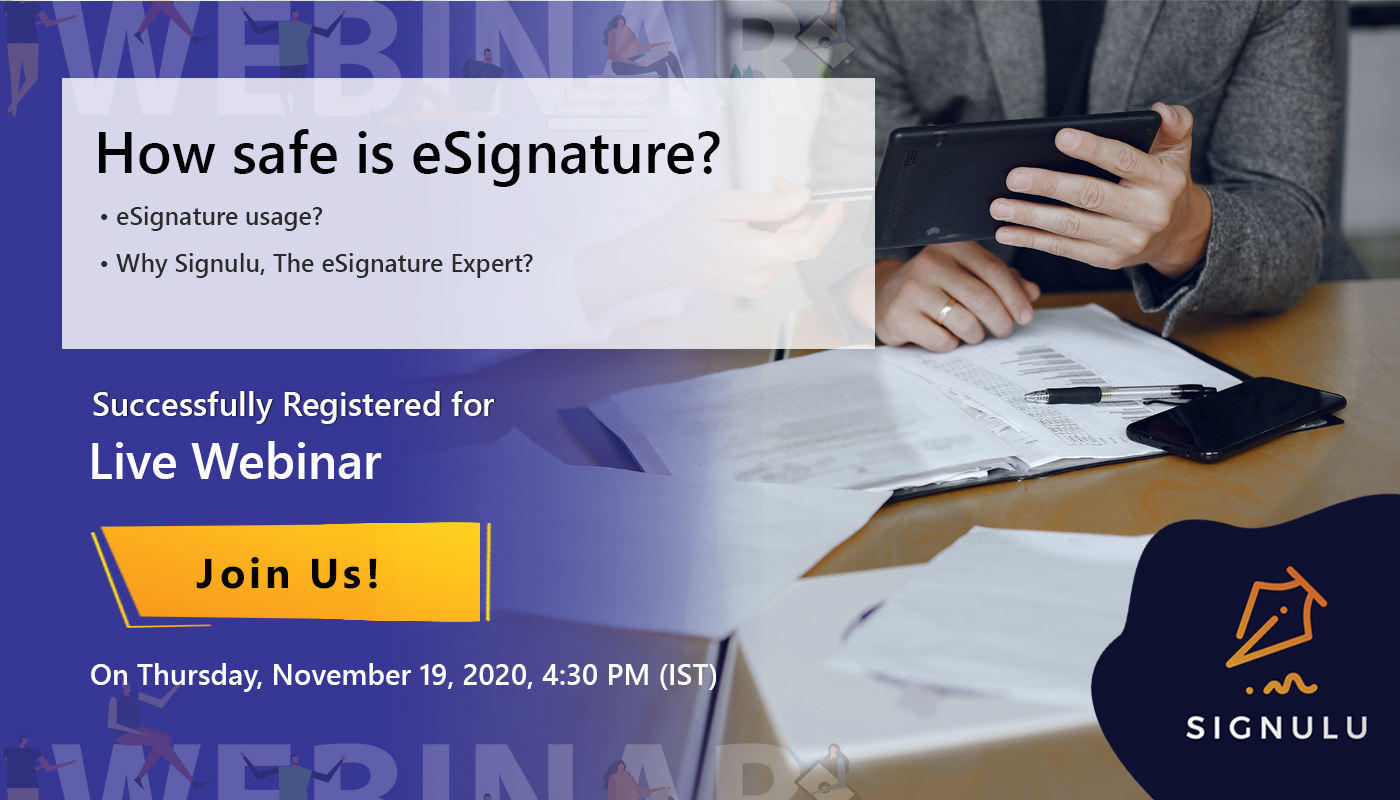 WEBINAR
How safe is eSignature?
• eSignature usage?
• Why Signulu, The eSignature Expert?
Successfully Registered for
Live Webinar
Join Us!
On Thursday, November 19, 2020, 4:30 PM (IST)
SIGNULU
WEBINAR